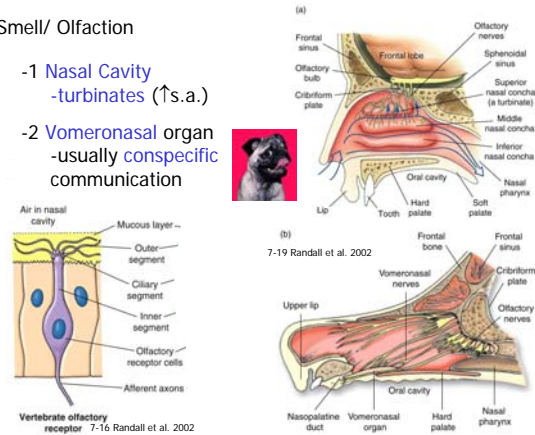 Smell/ Olfaction
-1 Nasal Cavity
-turbinates (↑s.a.)
-2 Vomeronasal organ
-usually conspecific
communication
(a)
Olfactory
nerves
Frontal
sinus
Frontal lobe
Sphenoidal
sinus
Olfactory
bulb
Superior
nasal concha
(a turbinate)
Cribriform
plate
Middle
nasal concha
Inferior
nasal concha
Oral cavity
Nasal
pharynx
Lip
Tooth
Hard
palate
Soft
palate
Air in nasal
cavity
Mucous layer
Outer
segment
Ciliary
segment
Inner
segment
Olfactory
receptor cells
Afferent axons
Vertebrate olfactory
receptor 7-16 Randall et al. 2002
(b)
7-19 Randall et al. 2002
Frontal
bone
Frontal
sinus
Vomeronasal
nerves
Cribriform
plate
Upper lip
Olfactory
nerves
Oral cavity
Nasopalatine
duct
Vomeronasal
organ
Hard
palate
Nasal
pharynx